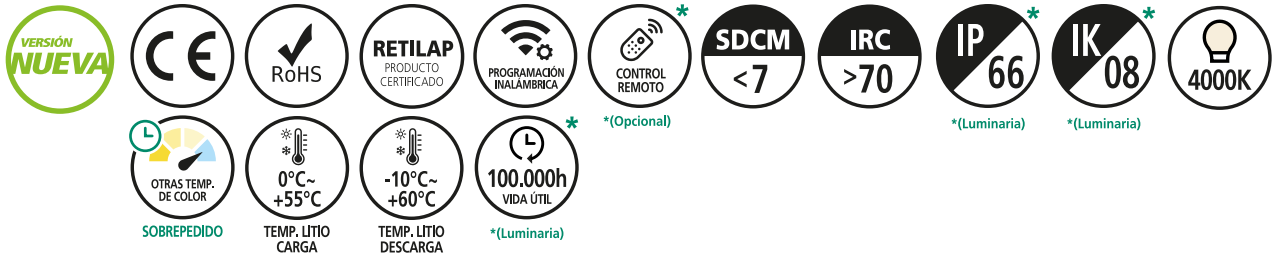 VERSIÓN
NUEVA
CE
RoHS
RETILAP
PRODUCTO
CERTIFICADO
PROGRAMACIÓN
INALÁMBRICA
*
CONTROL
REMOTO
*(Opcional)
SDCM
<7
IRC
>70
*
IP
66
*(Luminaria)
*
IK
08
*(Luminaria)
4000K
OTRAS TEMP.
DE COLOR
SOBREPEDIDO
0°C~
+55°C
TEMP. LITIO
CARGA
-10°C~
+60°C
TEMP. LITIO
DESCARGA
*
100.000h
VIDA ÚTIL
*(Luminaria)